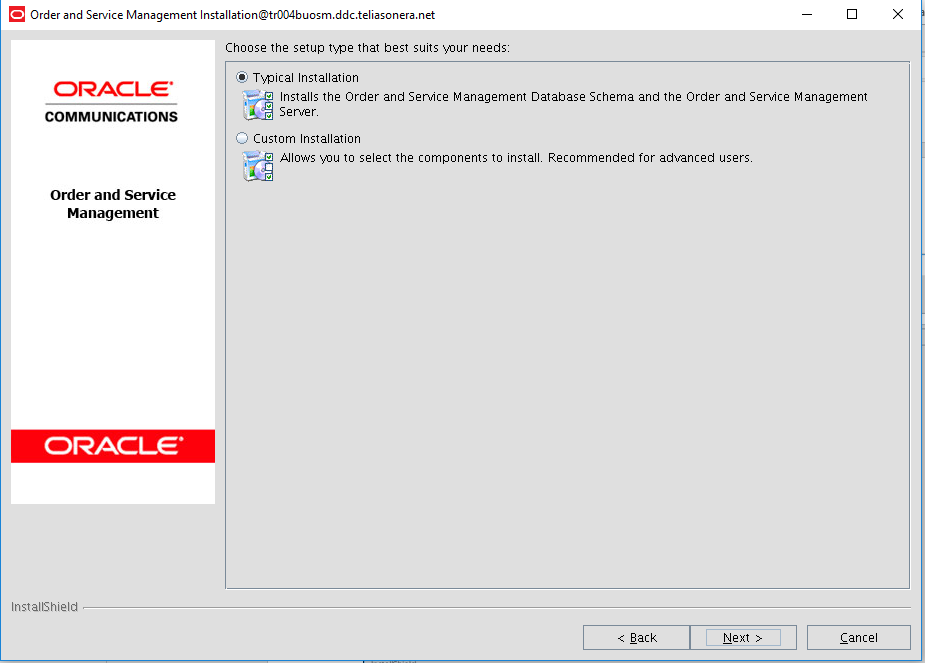 Order and Service Management Installation@tr004buosm.ddc.teliasonera.net
ORACLE
COMMUNICATIONS
Order and Service
Management
ORACLE
Choose the setup type that best suits your needs:
Typical Installation
Installs the Order and Service Management Database Schema and the Order and Service Management
Server.
Custom Installation
Allows you to select the components to install. Recommended for advanced users.
InstallShield
< Back
Next >
Cancel